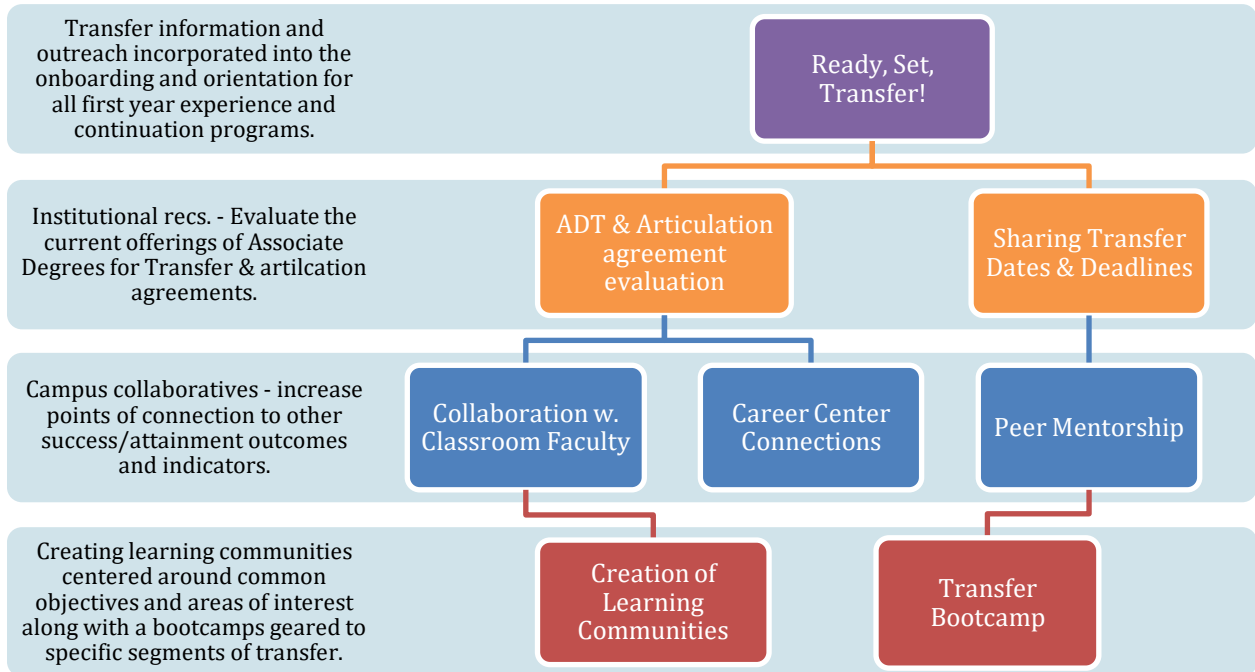 Transfer information and
outreach incorporated into the
onboarding and orientation for
all first year experience and
continuation programs.
Ready, Set,
Transfer!
Institutional recs. - Evaluate the
current offerings of Associate
Degrees for Transfer & artilcation
agreements.
ADT & Articulation
agreement
evaluation
Sharing Transfer
Dates & Deadlines
Campus collaboratives - increase
points of connection to other
success/attainment outcomes
and indicators.
Collaboration w.
Classroom Faculty
Career Center
Connections
Peer Mentorship
Creating learning communities
centered around common
objectives and areas of interest
along with a bootcamps geared to
specific segments of transfer.
Creation of
Learning
Communities
Transfer
Bootcamp